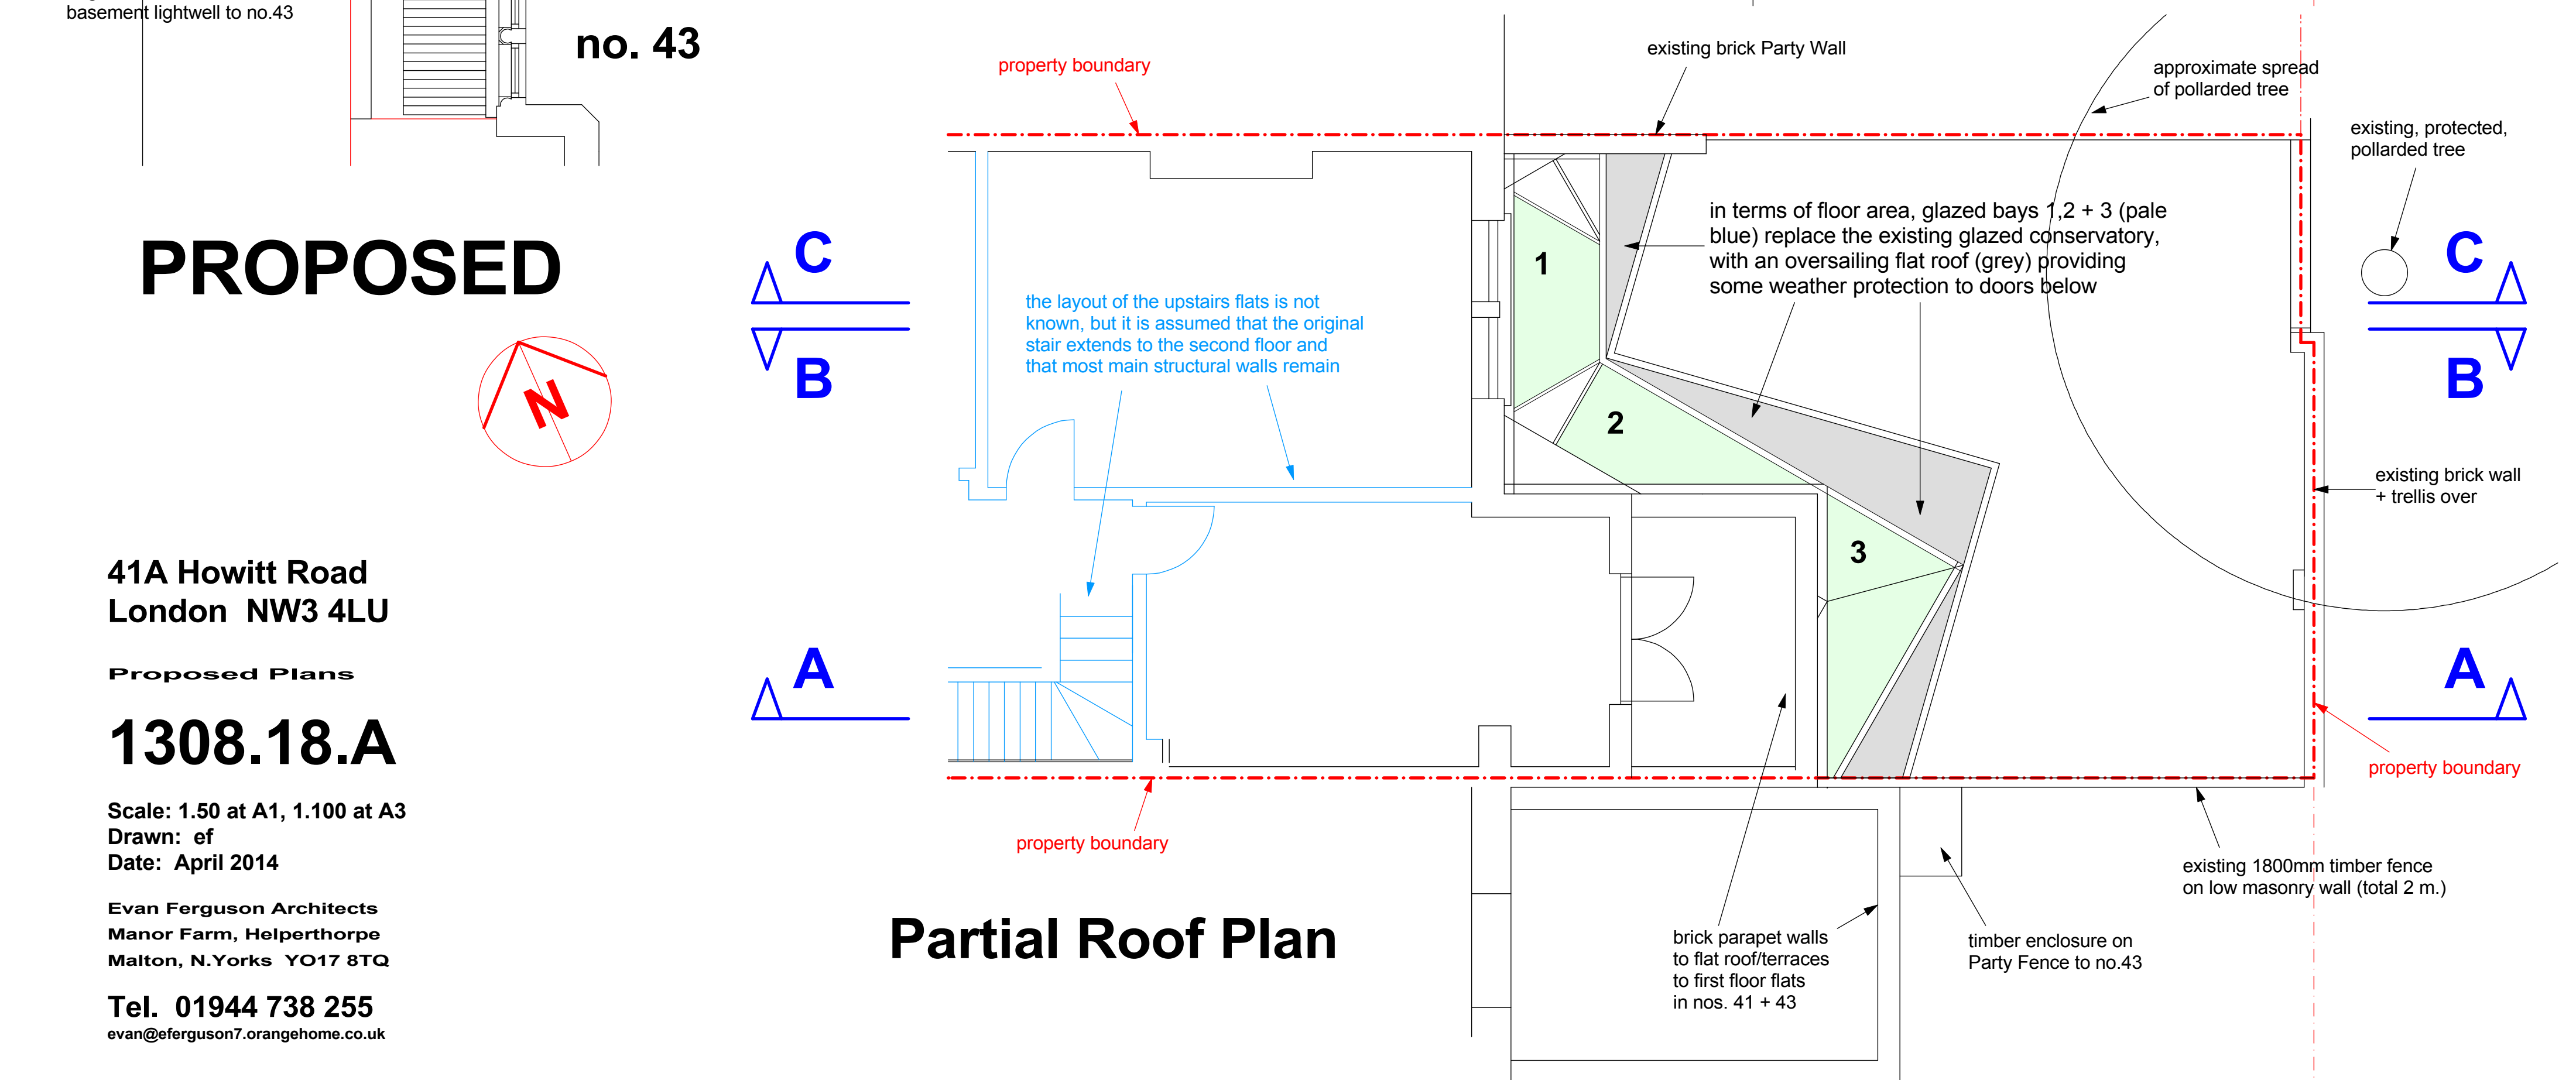 basement lightwell to no.43
no. 43
PROPOSED
N
41A Howitt Road
London NW3 4LU
Proposed Plans
1308.18.A
Scale: 1.50 at A1, 1.100 at A3
Drawn: ef
Date: April 2014
Evan Ferguson Architects
Manor Farm, Helperthorpe
Malton, N.Yorks YO17 8TQ
Tel. 01944 738 255
evan@eferguson7.orangehome.co.uk
property boundary
existing brick Party Wall
approximate spread
of pollarded tree
existing, protected,
pollarded tree
in terms of floor area, glazed bays 1,2 + 3 (pale
blue) replace the existing glazed conservatory,
with an oversailing flat roof (grey) providing
some weather protection to doors below
C
B
A
the layout of the upstairs flats is not
known, but it is assumed that the original
stair extends to the second floor and
that most main structural walls remain
1
2
3
C
B
A
existing brick wall
+ trellis over
property boundary
property boundary
existing 1800mm timber fence
on low masonry wall (total 2 m.)
brick parapet walls
to flat roof/terraces
to first floor flats
in nos. 41 + 43
timber enclosure on
Party Fence to no.43
Partial Roof Plan